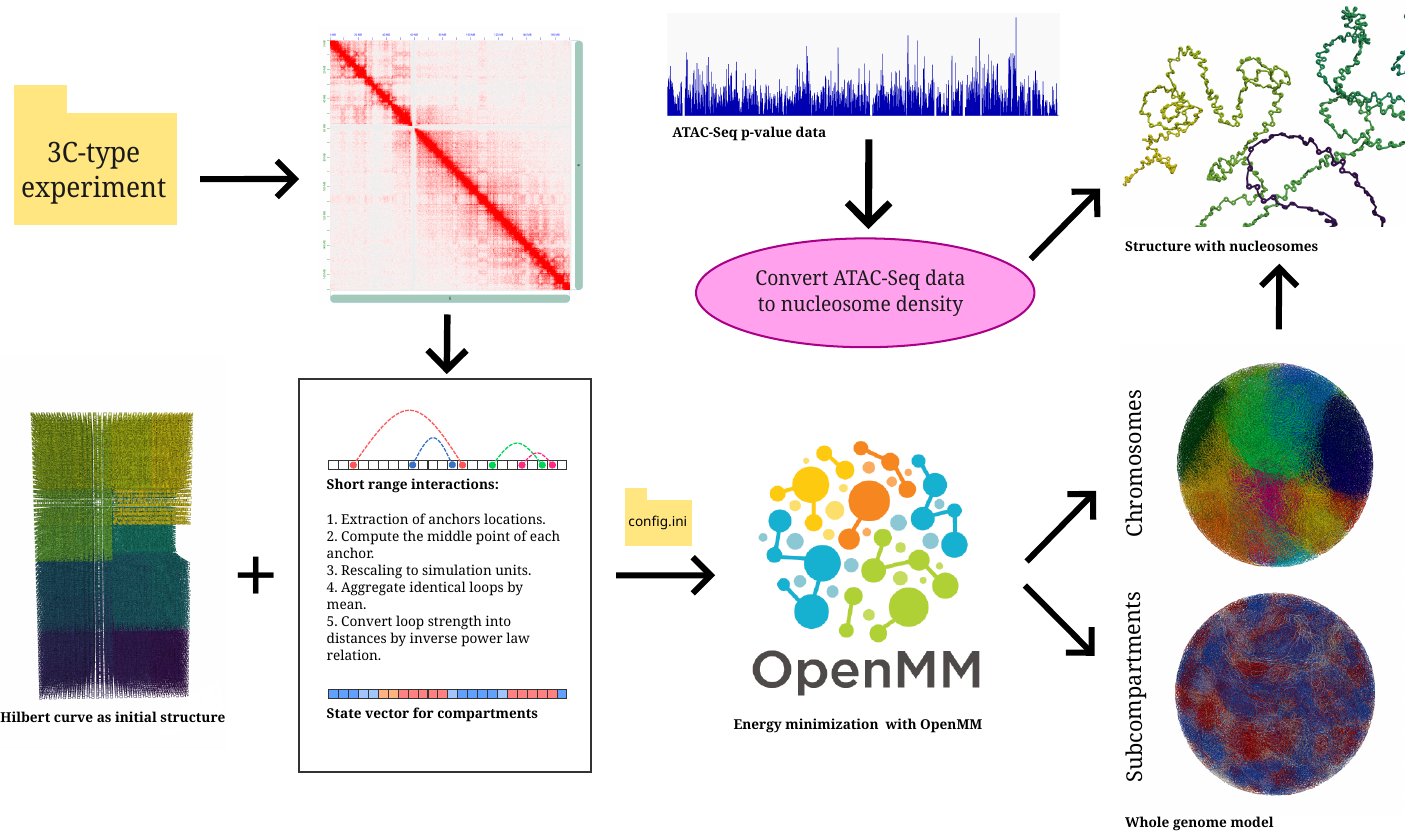 3C-type
experiment
ATAC-Seq p-value data
Convert ATAC-Seq data
to nucleosome density
Structure with nucleosomes
Hilbert curve as initial structure
Short range interactions:
1. Extraction of anchors locations.
2. Compute the middle point of each
anchor.
3. Rescaling to simulation units.
4. Aggregate identical loops by
mean.
5. Convert loop strength into
distances by inverse power law
relation.
State vector for compartments
config.ini
OpenMM
Energy minimization with OpenMM
Chromosomes
Subcompartments
Whole genome model